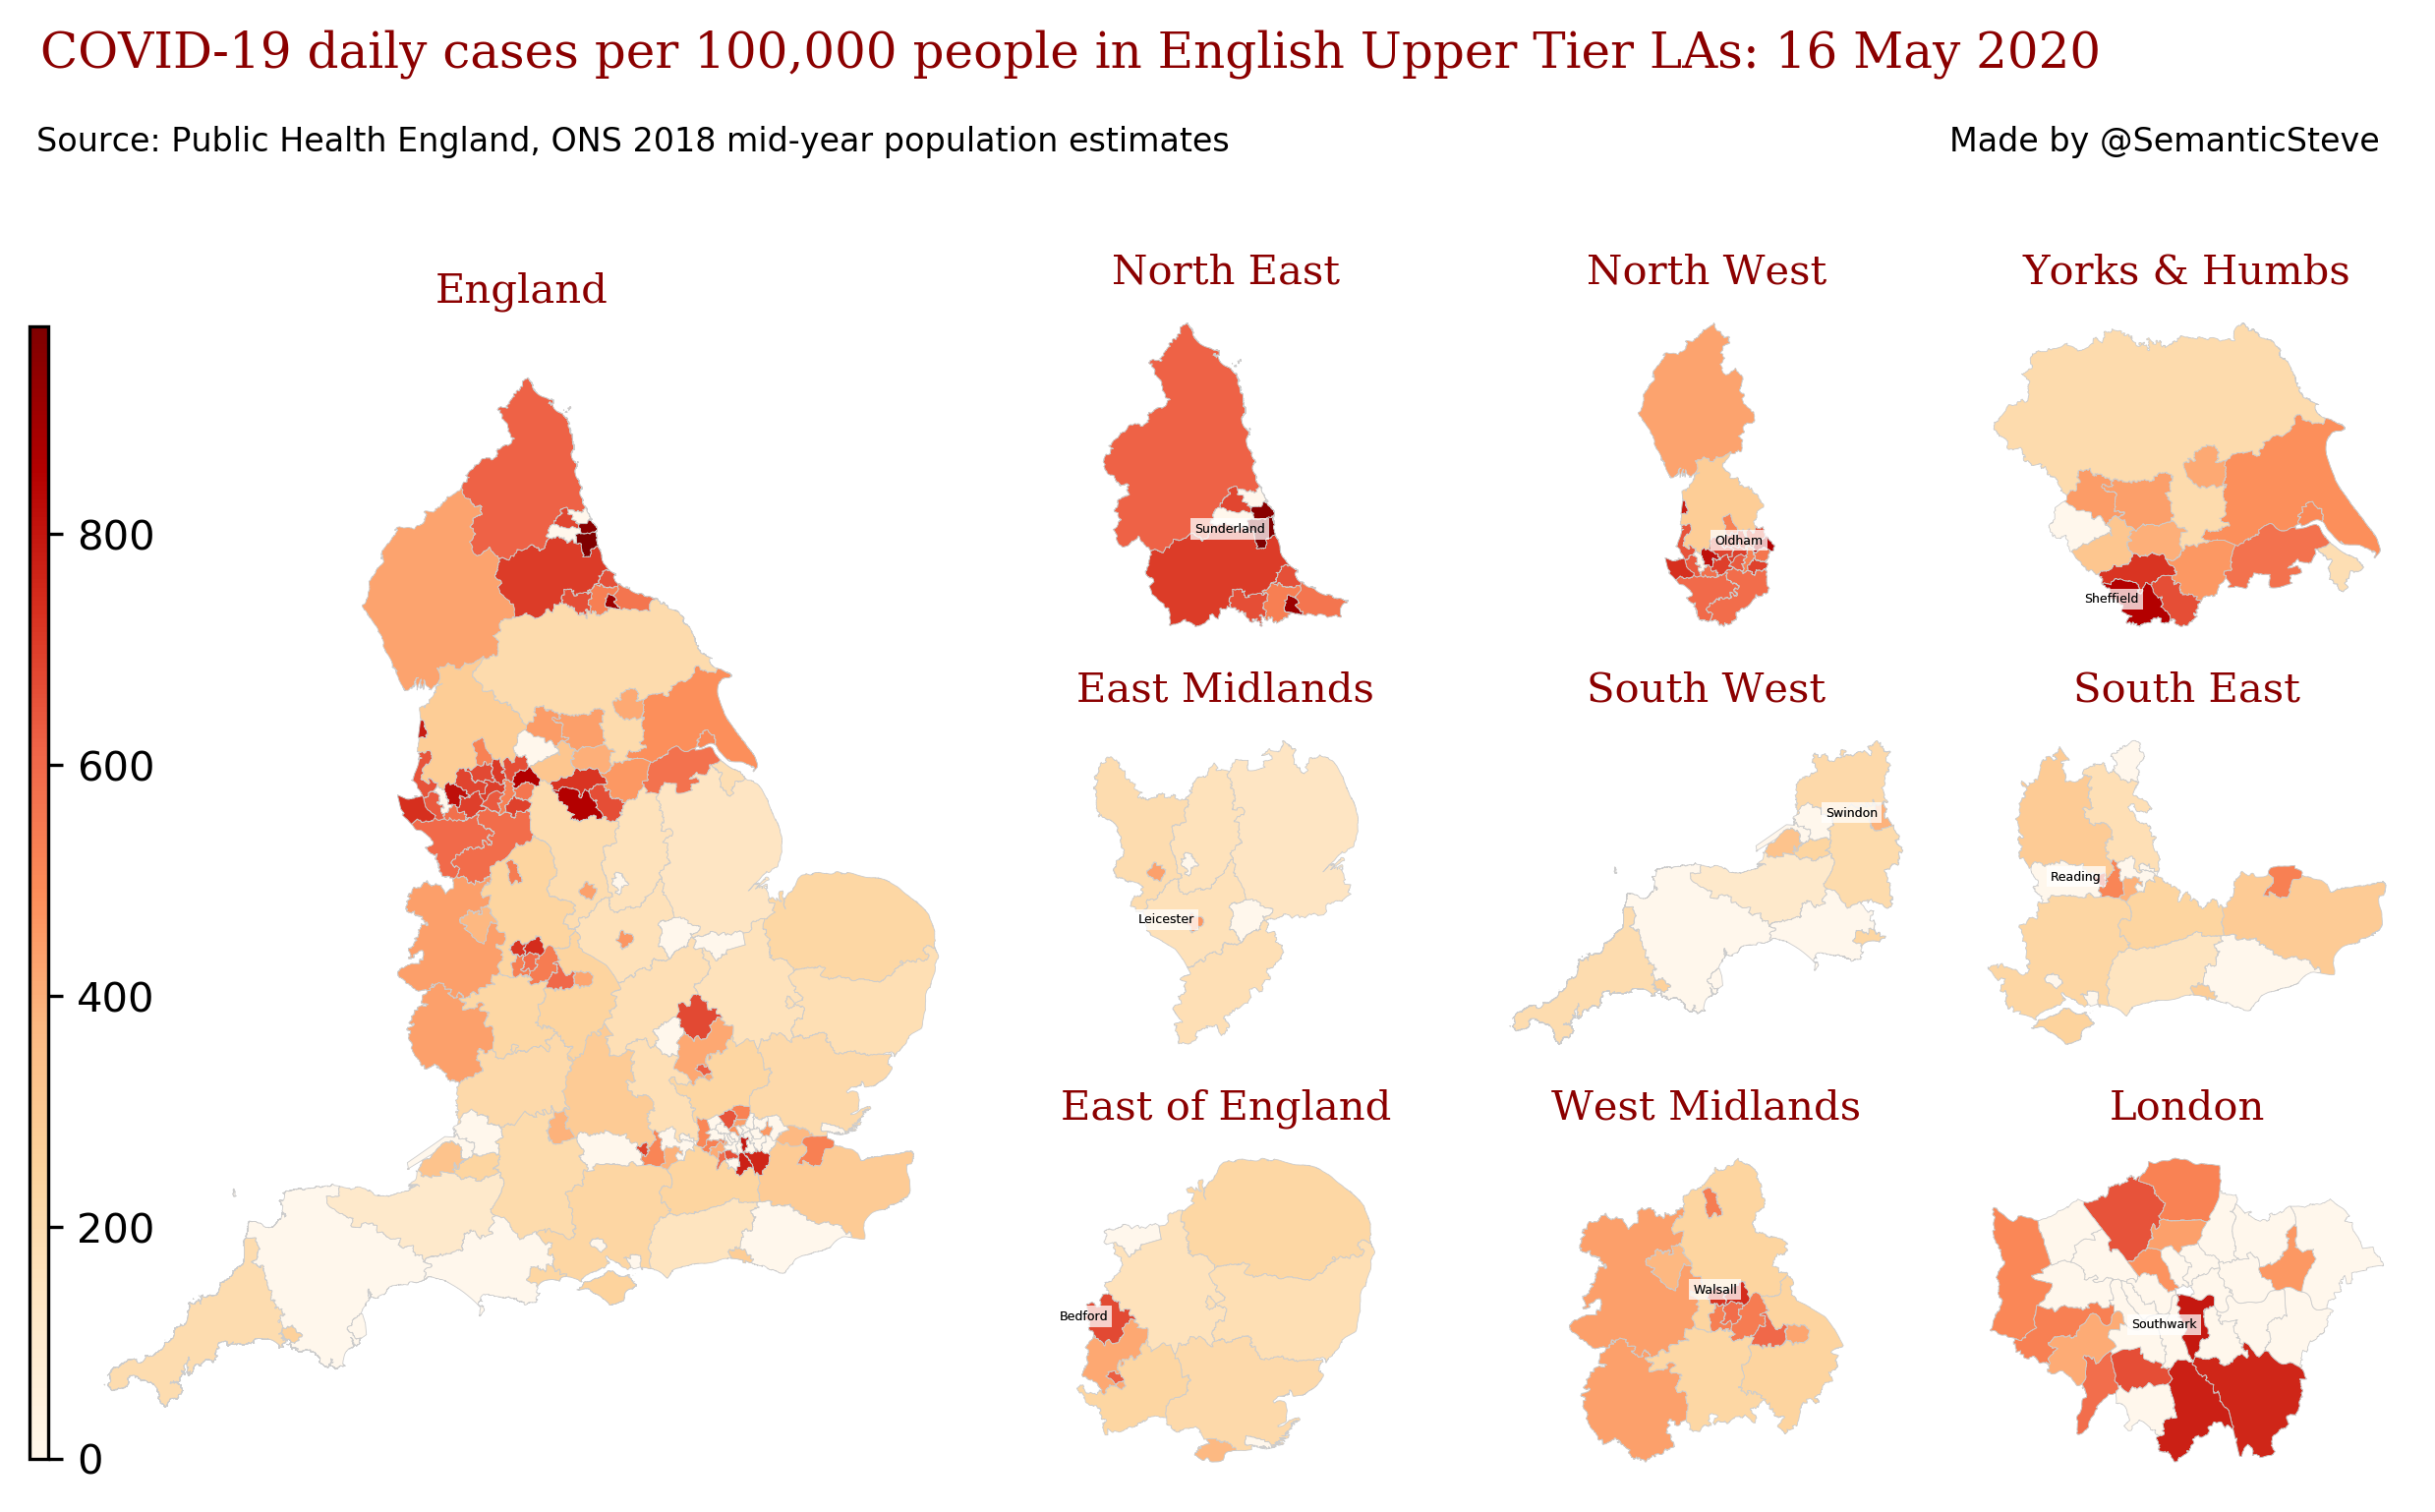 COVID-19 daily cases per 100,000 people in English Upper Tier LAs: 16 May 2020
Source: Public Health England, ONS 2018 mid-year population estimates
Made by @SemanticSteve
England
North East
North West
Yorks & Humbs
800
600
400
200
0
Sunderland
Oldham
Sheffield
East Midlands
South West
South East
Swindon
Reading
Leicester
East of England
West Midlands
London
Walsall
Bedford
Southwark